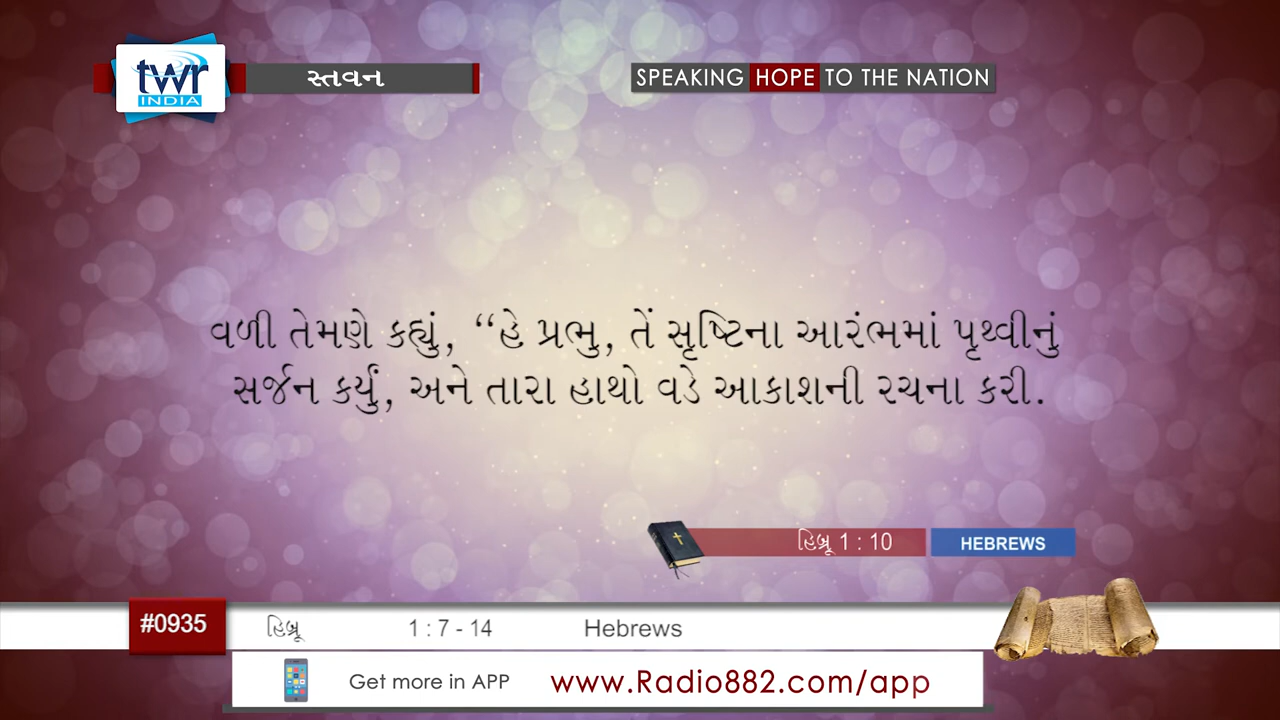 twr
INDIA
સ્તવન
SPEAKING HOPE TO THE NATION
વળી તેમણે કહ્યું, “હે પ્રભુ, તેં સૃષ્ટિના આરંભમાં પૃથ્વીનું
સર્જન કર્યું, અને તારા હાથો વડે આકાશની રચના કરી.
હિબ્રૂ 1 : 10 HEBREWS
#0935 હિબ્રૂ 1 : 7 - 14 Hebrews
Get more in APP www.Radio882.com/app